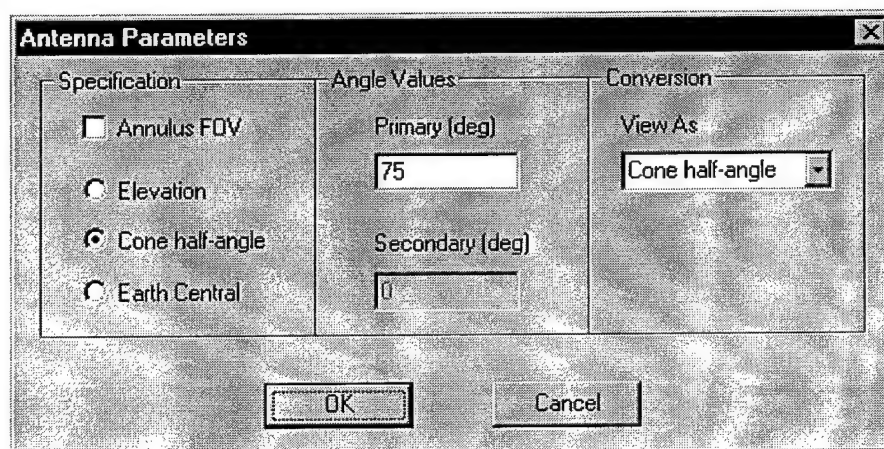 Antenna Parameters
Specification
Annulus FOV
Elevation
Cone half-angle
Earth Central
Angle Values
Primary (deg)
75
Secondary (deg)
0
Conversion
View As
Cone half-angle
OK
Cancel